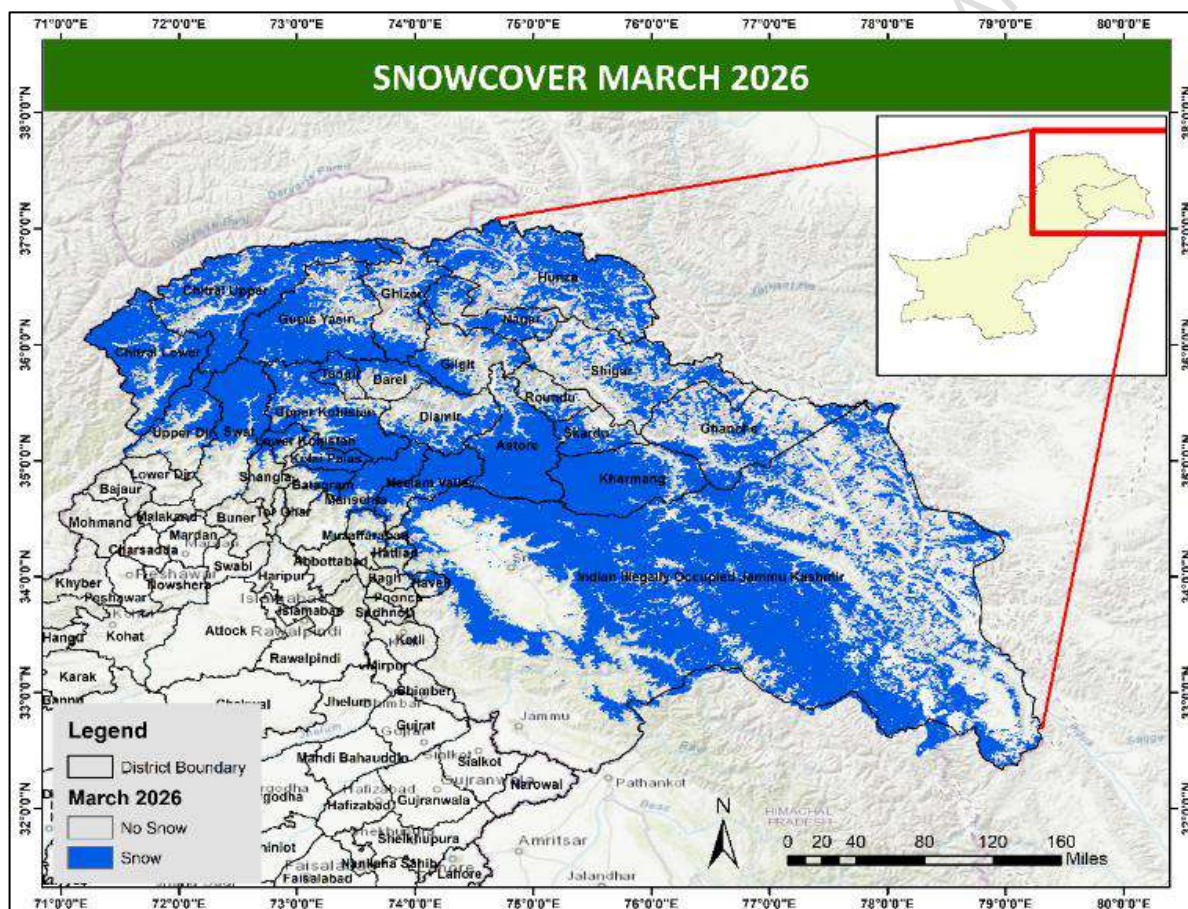 71°0'0"E 72°0'0"E 73°0'0"E 74°0'0"E 75°0'0"E 76°0'0"E 77°0'0"E 78°0'0"E 79°0'0"E 80°0'0"E
SNOWCOVER MARCH 2026
38°0'0"N
37°0'0"N
36°0'0"N
35°0'0"N
34°0'0"N
33°0'0"N
32°0'0"N
Hunza
Chitral Upper
Ghizer
Gupis Yasin
Nagar
Chitral Lower
Gilgit
Shigar
Tangir
Darel
Roundu
Upper Kohistan
Diamir
Ghanche
Upper Dir
Swat
Skardu
Lower Kohistan
Astore
Kolai Palas
Lower Dir
Shangla
Kharmang
Batagram
Neelam Valley
Bajaur
Mansehra
Malakand
Buner
Tor Ghar
Mohmand
Mardan
Muzaffarabad
Charsadda
Hattian
Swabi
Abbottabad
Indian Illegally Occupied Jammu Kashmir
Khyber
Nowshera
Haripur
Bagh
Haveli
Peshawar
Islamabad
Poonch
Sudhnoti
Hangu
Kohat
Attock
Rawalpindi
Kotli
Karak
Rawalpindi
Mirpur
Bannu
Bhimber
Chakwal
Jhelum
Jammu
Gujrat
Mandi Bahauddin
Sialkot
Gujranwala
Narowal
Pathankot
Hafizabad
Gujranwala
HIMACHAL
PRADESH
Sheikhupura
Amritsar
Nankana Sahib
Faisalabad
Lahore
Jalandhar
Legend
District Boundary
March 2026
No Snow
Snow
N
0 20 40 80 120 160
Miles
71°0'0"E 72°0'0"E 73°0'0"E 74°0'0"E 75°0'0"E 76°0'0"E 77°0'0"E 78°0'0"E 79°0'0"E 80°0'0"E